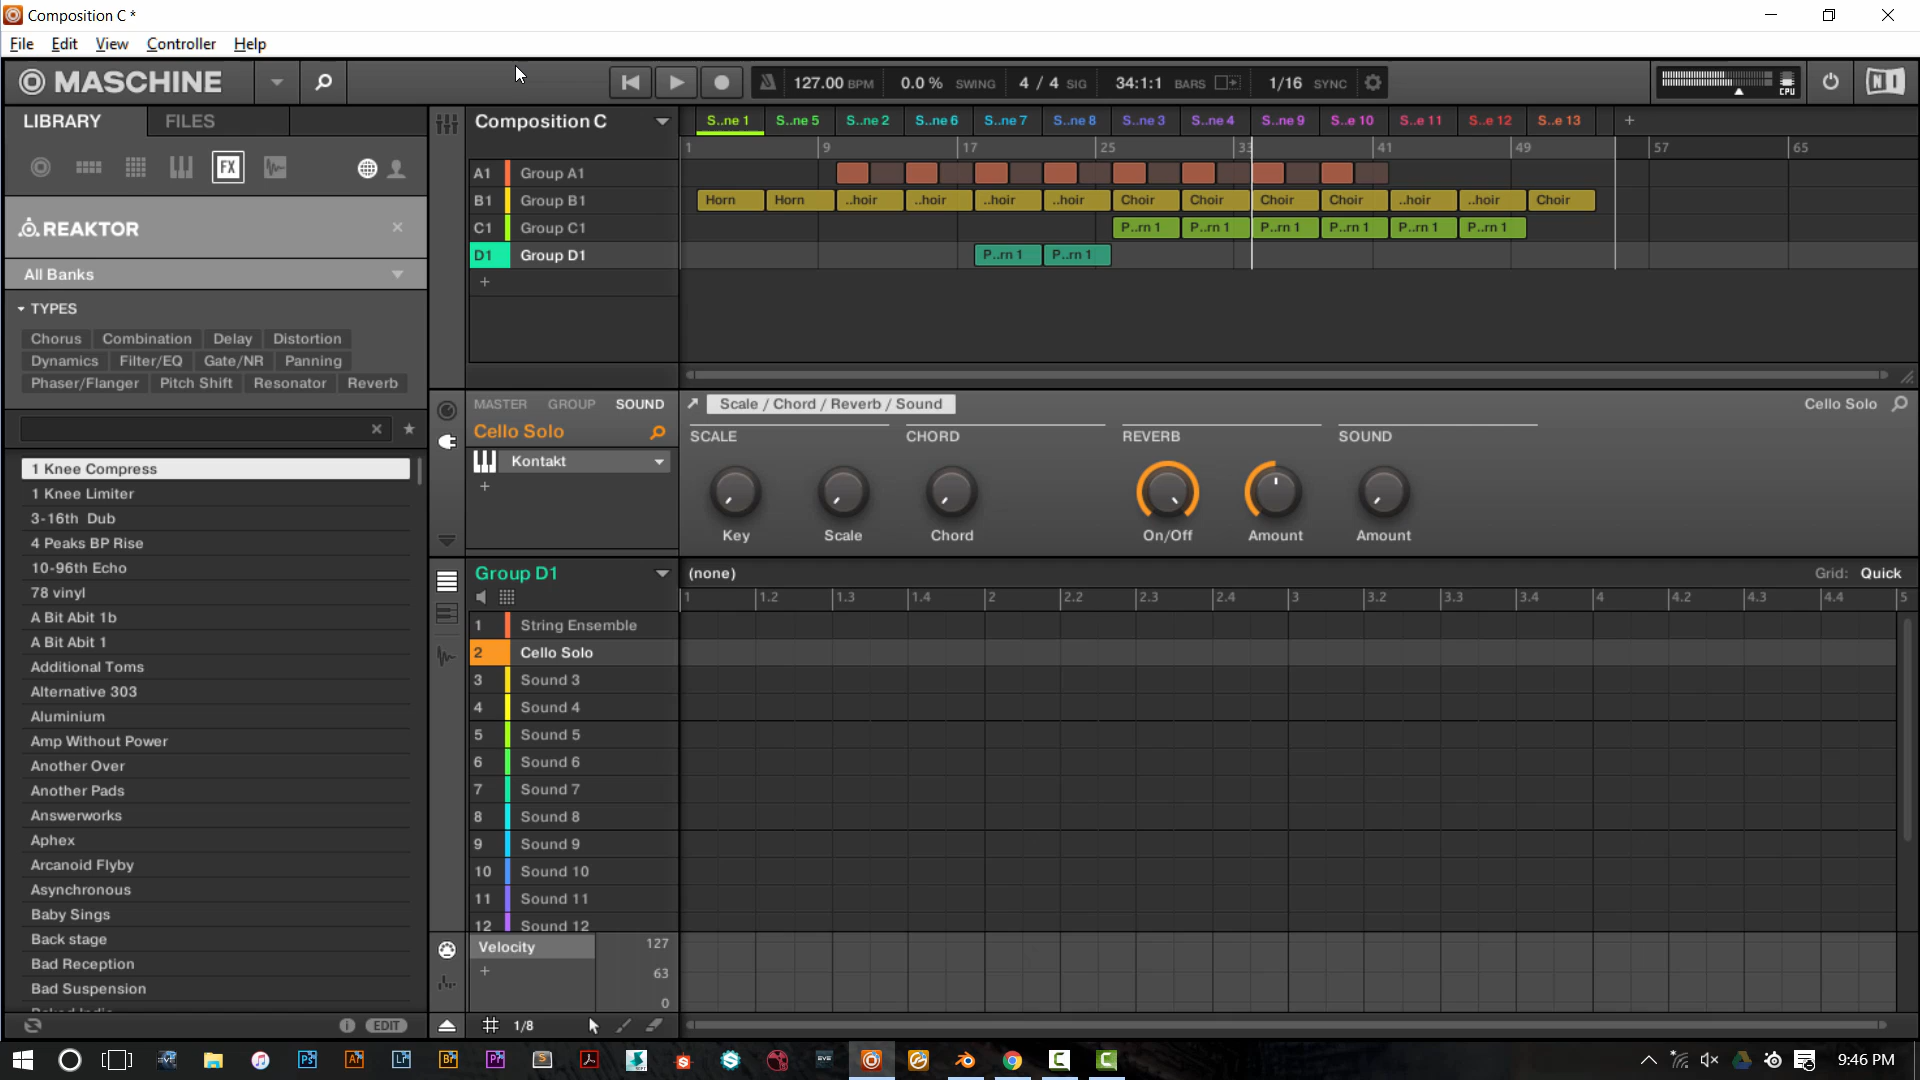 Composition C *
File Edit View Controller Help
MASCHINE
127.00 BPM 0.0 % SWING 4 / 4 SIG 34:1:1 BARS 1/16 SYNC CPU
LIBRARY FILES
Composition C
S..ne 1 S..ne 5 S..ne 2 S..ne 6 S..ne 7 S..ne 8 S..ne 3 S..ne 4 S..ne 9 S..e 10 S..e 11 S..e 12 S..e 13 +
1 9 17 25 33 41 49 57 65
FX
A1 Group A1
B1 Group B1 Horn Horn ..hoir ..hoir ..hoir ..hoir Choir Choir Choir Choir ..hoir ..hoir Choir
C1 Group C1 P..rn 1 P..rn 1 P..rn 1 P..rn 1 P..rn 1 P..rn 1
D1 Group D1 P..rn 1 P..rn 1
+
REAKTOR
All Banks
TYPES
Chorus Combination Delay Distortion
Dynamics Filter/EQ Gate/NR Panning
Phaser/Flanger Pitch Shift Resonator Reverb
1 Knee Compress
1 Knee Limiter
3-16th Dub
4 Peaks BP Rise
10-96th Echo
78 vinyl
A Bit Abit 1b
A Bit Abit 1
Additional Toms
Alternative 303
Aluminium
Amp Without Power
Another Over
Another Pads
Answerworks
Aphex
Arcanoid Flyby
Asynchronous
Baby Sings
Back stage
Bad Reception
Bad Suspension
EDIT
MASTER GROUP SOUND
Cello Solo
Kontakt
+
Scale / Chord / Reverb / Sound
Cello Solo
SCALE CHORD REVERB SOUND
Key Scale Chord On/Off Amount Amount
Group D1
(none)
Grid: Quick
1 1.2 1.3 1.4 2 2.2 2.3 2.4 3 3.2 3.3 3.4 4 4.2 4.3 4.4 5
1 String Ensemble
2 Cello Solo
3 Sound 3
4 Sound 4
5 Sound 5
6 Sound 6
7 Sound 7
8 Sound 8
9 Sound 9
10 Sound 10
11 Sound 11
12 Sound 12
Velocity 127
+ 63
0
1/8
Ps Ai Lr Br Pr S EVE
9:46 PM